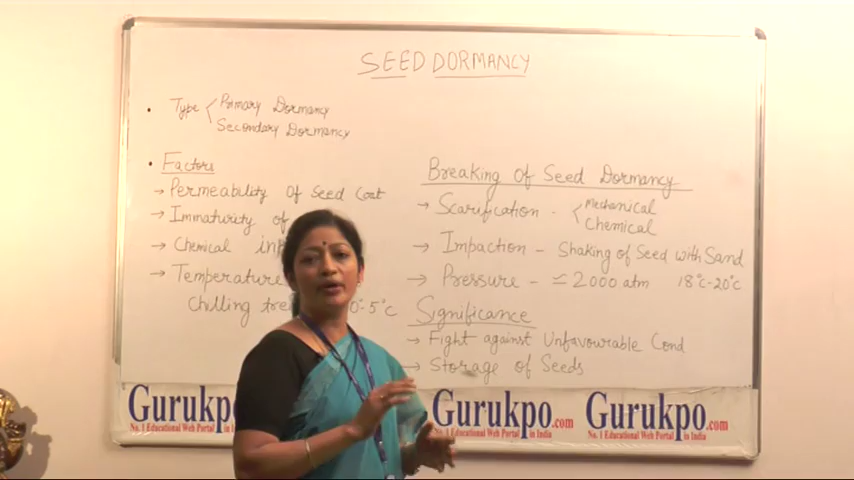 SEED DORMANCY
• Type < Primary Dormancy
Secondary Dormancy
• Factors
→ Permeability of Seed Coat
→ Immaturity of
→ Chemical
→ Temperature
chilling 0°-5°C
Breaking Of Seed Dormancy
→ Scarification - < Mechanical
Chemical
→ Impaction - Shaking of Seed with Sand
→ Pressure - ≃ 2000 atm 18°C-20°C
Significance
→ Fight against Unfavourable Cond
→ Storage of Seeds
Gurukpo
No. 1 Educational Web Portal
Gurukpo.com
No. 1 Educational Web Portal in India
Gurukpo.com
No. 1 Educational Web Portal in India